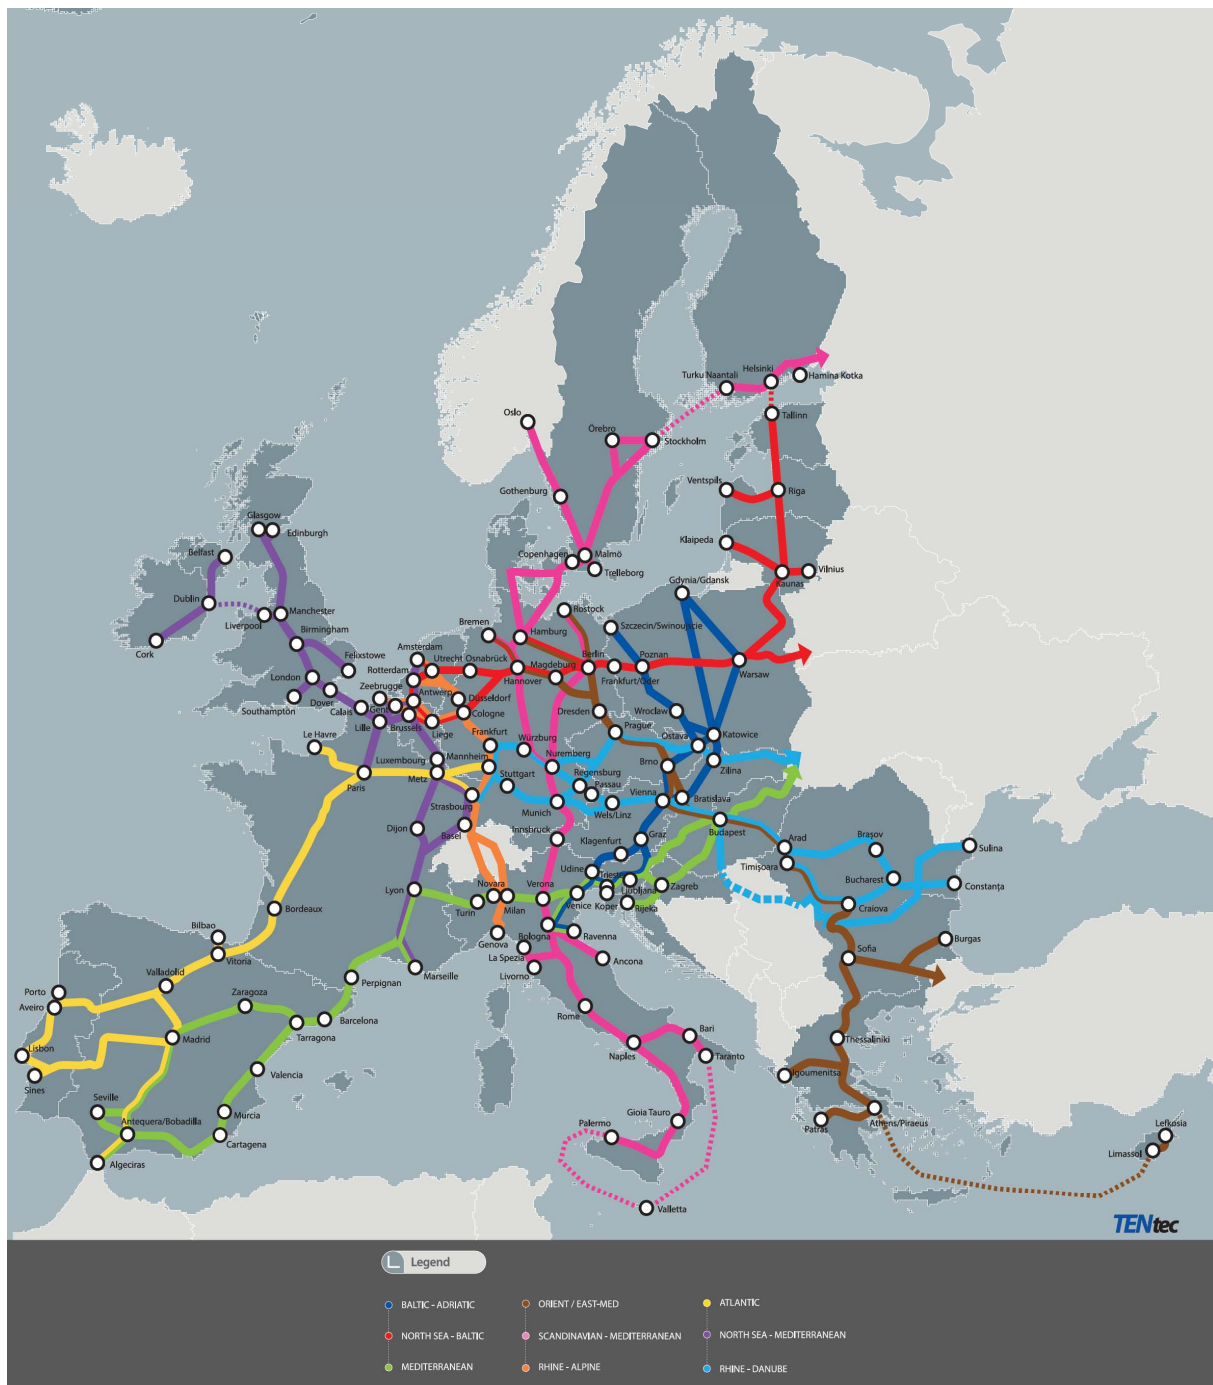 Helsinki
Turku Naantali
Hamina Kotka
Oslo
Tallinn
Örebro
Stockholm
Ventspils
Riga
Gothenburg
Glasgow
Edinburgh
Klaipeda
Belfast
Copenhagen
Malmö
Trelleborg
Kaunas
Vilnius
Gdynia/Gdansk
Dublin
Manchester
Rostock
Liverpool
Bremen
Hamburg
Szczecin/Swinoujscie
Birmingham
Cork
Amsterdam
Felixstowe
Utrecht
Osnabrück
Berlin
Poznan
Rotterdam
Magdeburg
London
Hannover
Frankfurt/Oder
Warsaw
Zeebrugge
Antwerp
Düsseldorf
Southampton
Dover
Calais
Gent
Cologne
Dresden
Wroclaw
Lille
Brussels
Liege
Le Havre
Frankfurt
Prague
Katowice
Würzburg
Ostava
Luxembourg
Mannheim
Nuremberg
Brno
Zilina
Metz
Stuttgart
Regensburg
Paris
Passau
Strasbourg
Vienna
Bratislava
Munich
Wels/Linz
Dijon
Basel
Innsbruck
Graz
Budapest
Arad
Braşov
Klagenfurt
Sulina
Timişoara
Udine
Trieste
Bucharest
Novara
Verona
Ljubljana
Zagreb
Constanţa
Lyon
Turin
Milan
Venice
Koper
Rijeka
Craiova
Bordeaux
Bilbao
Genova
Bologna
Ravenna
Burgas
Vitoria
La Spezia
Ancona
Sofia
Valladolid
Livorno
Marseille
Perpignan
Porto
Zaragoza
Aveiro
Rome
Barcelona
Madrid
Tarragona
Bari
Thessaliniki
Lisbon
Naples
Taranto
Sines
Valencia
Igoumenitsa
Seville
Murcia
Gioia Tauro
Antequera/Bobadilla
Palermo
Patras
Athens/Piraeus
Lefkosia
Cartagena
Limassol
Algeciras
Valletta
TENtec
Legend
BALTIC - ADRIATIC
ORIENT / EAST-MED
ATLANTIC
NORTH SEA - BALTIC
SCANDINAVIAN - MEDITERRANEAN
NORTH SEA - MEDITERRANEAN
MEDITERRANEAN
RHINE - ALPINE
RHINE - DANUBE